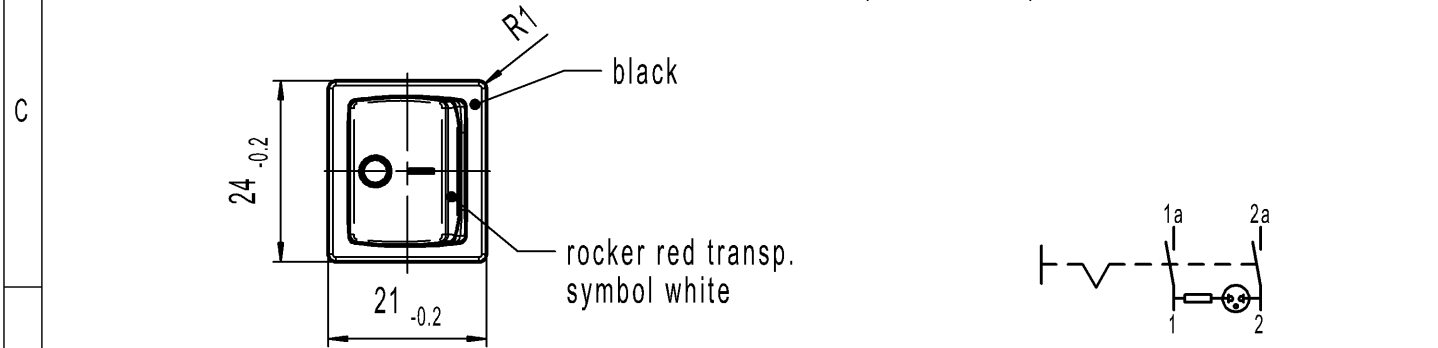 R1
black
C
24 -0.2
rocker red transp.
symbol white
21 -0.2
1a 2a
1 2